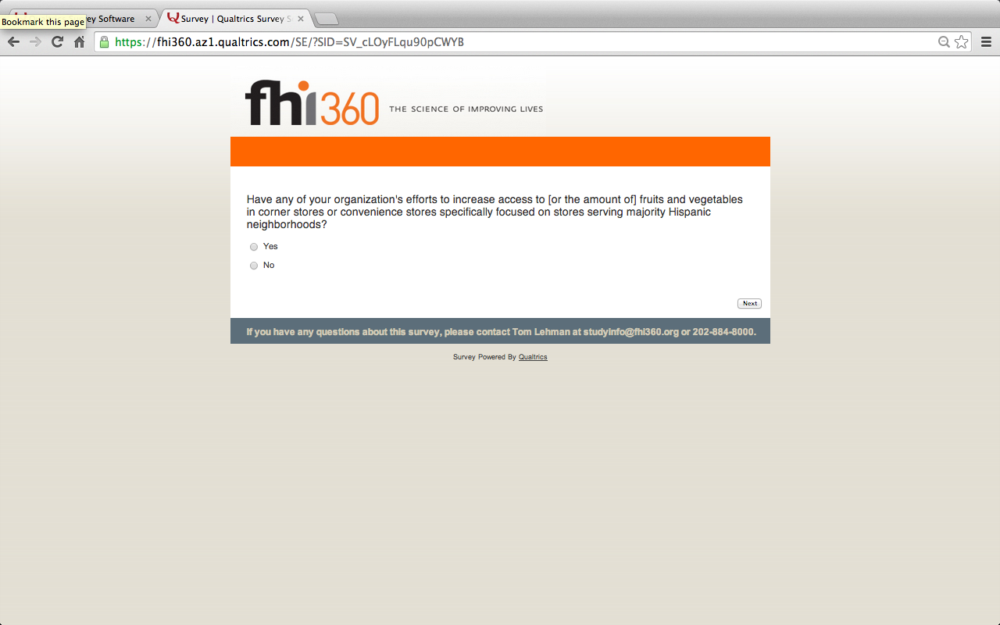 Bookmark this page
ey Software
Survey | Qualtrics Survey S
https://fhi360.az1.qualtrics.com/SE/?SID=SV_cLOyFLqu90pCWYB
fhi360 THE SCIENCE OF IMPROVING LIVES
Have any of your organization's efforts to increase access to [or the amount of] fruits and vegetables
in corner stores or convenience stores specifically focused on stores serving majority Hispanic
neighborhoods?
Yes
No
Next
If you have any questions about this survey, please contact Tom Lehman at studyinfo@fhi360.org or 202-884-8000.
Survey Powered By Qualtrics